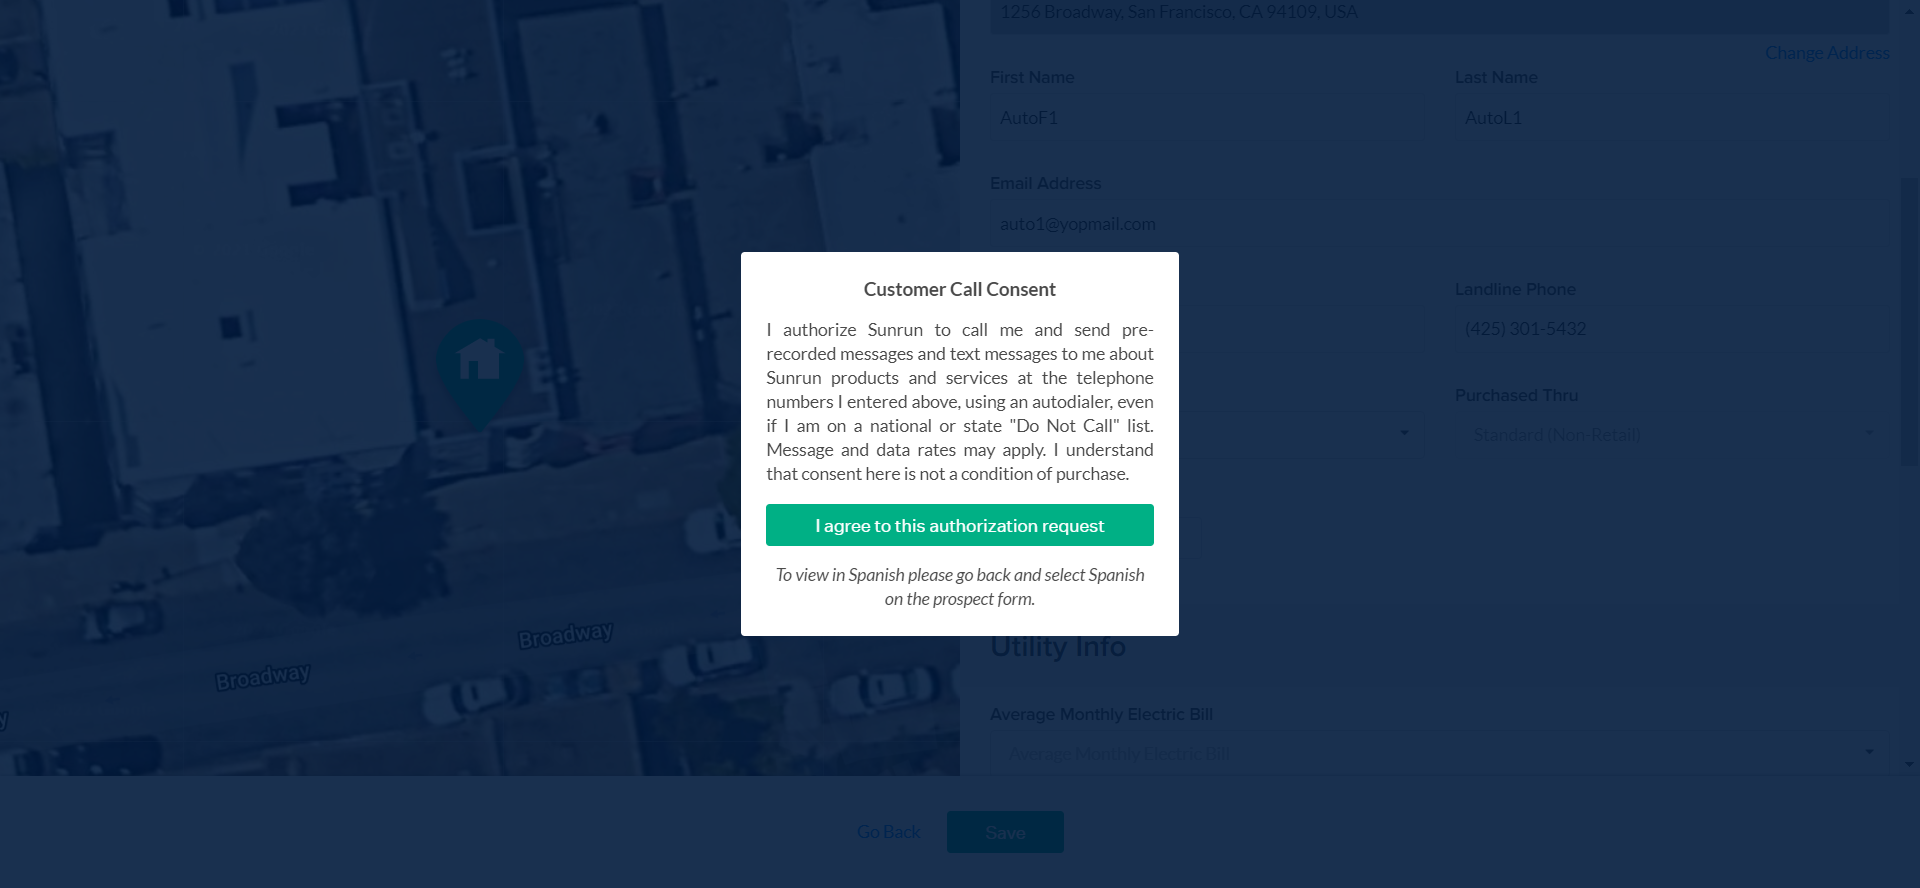 1256 Broadway, San Francisco, CA 94109, USA
Change Address
First Name
Last Name
AutoF1
AutoL1
Email Address
auto1@yopmail.com
Customer Call Consent
I authorize Sunrun to call me and send pre-
recorded messages and text messages to me about
Sunrun products and services at the telephone
numbers I entered above, using an autodialer, even
if I am on a national or state "Do Not Call" list.
Message and data rates may apply. I understand
that consent here is not a condition of purchase.
I agree to this authorization request
To view in Spanish please go back and select Spanish
on the prospect form.
Landline Phone
(425) 301-5432
Purchased Thru
Standard (Non-Retail)
Broadway
Broadway
Utility Info
Average Monthly Electric Bill
Average Monthly Electric Bill
Go Back
Save